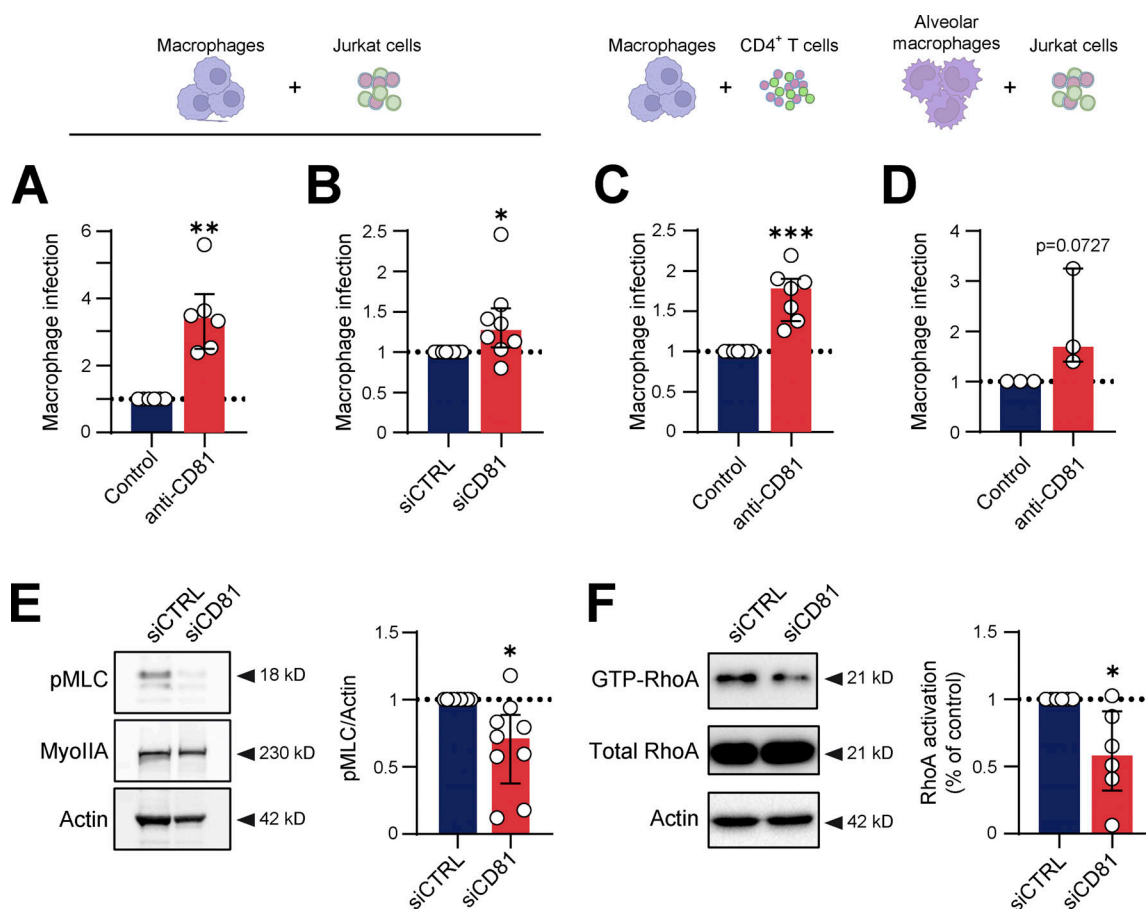 Macrophages
+
Jurkat cells
Macrophages
+
CD4⁺ T cells
Alveolar
macrophages
+
Jurkat cells
A
Macrophage infection
6
4
2
0
**
Control
anti-CD81
B
Macrophage infection
2.5
2
1.5
1
0.5
0
*
siCTRL
siCD81
C
Macrophage infection
2.5
2
1.5
1
0.5
0
***
Control
anti-CD81
D
Macrophage infection
4
3
2
1
0
p=0.0727
Control
anti-CD81
E
siCTRL
siCD81
pMLC
18 kD
MyoIIA
230 kD
Actin
42 kD
pMLC/Actin
1.5
1
0.5
0
*
siCTRL
siCD81
F
siCTRL
siCD81
GTP-RhoA
21 kD
Total RhoA
21 kD
Actin
42 kD
RhoA activation
(% of control)
1.5
1
0.5
0
*
siCTRL
siCD81